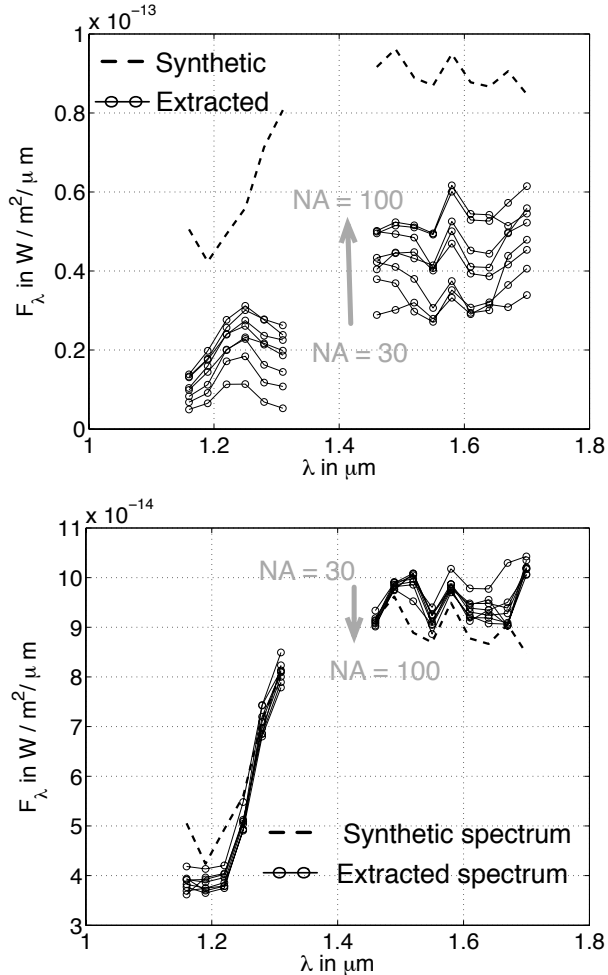 x 10⁻¹³
1
0.8
0.6
0.4
0.2
0
F_λ in W / m²/ μ m
Synthetic
Extracted
NA = 100
NA = 30
1 1.2 1.4 1.6 1.8
λ in μm
x 10⁻¹⁴
11
10
9
8
7
6
5
4
3
F_λ in W / m²/ μ m
NA = 30
NA = 100
Synthetic spectrum
Extracted spectrum
1 1.2 1.4 1.6 1.8
λ in μm